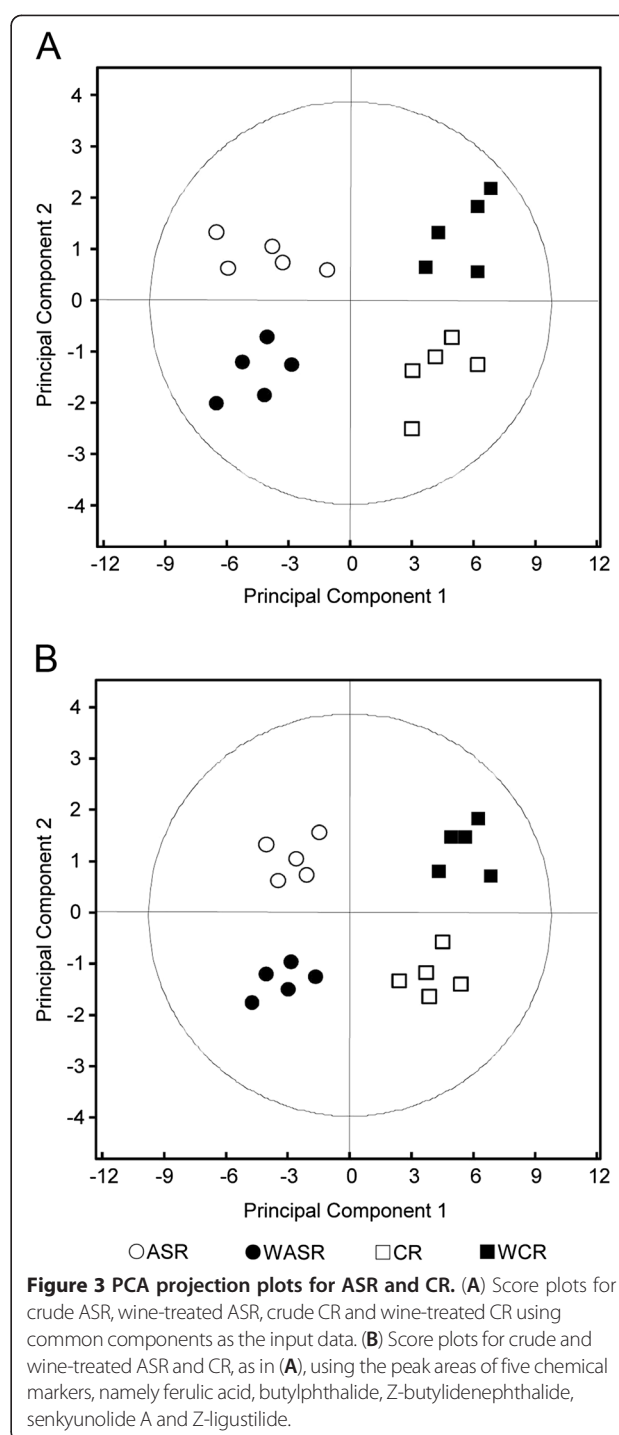 A
4
3
2
1
0
-1
-2
-3
-4
Principal Component 2
-12 -9 -6 -3 0 3 6 9 12
Principal Component 1
B
4
3
2
1
0
-1
-2
-3
-4
Principal Component 2
-12 -9 -6 -3 0 3 6 9 12
Principal Component 1
ASR WASR CR WCR
Figure 3 PCA projection plots for ASR and CR. (A) Score plots for
crude ASR, wine-treated ASR, crude CR and wine-treated CR using
common components as the input data. (B) Score plots for crude and
wine-treated ASR and CR, as in (A), using the peak areas of five chemical
markers, namely ferulic acid, butylphthalide, Z-butylidenephthalide,
senkyunolide A and Z-ligustilide.